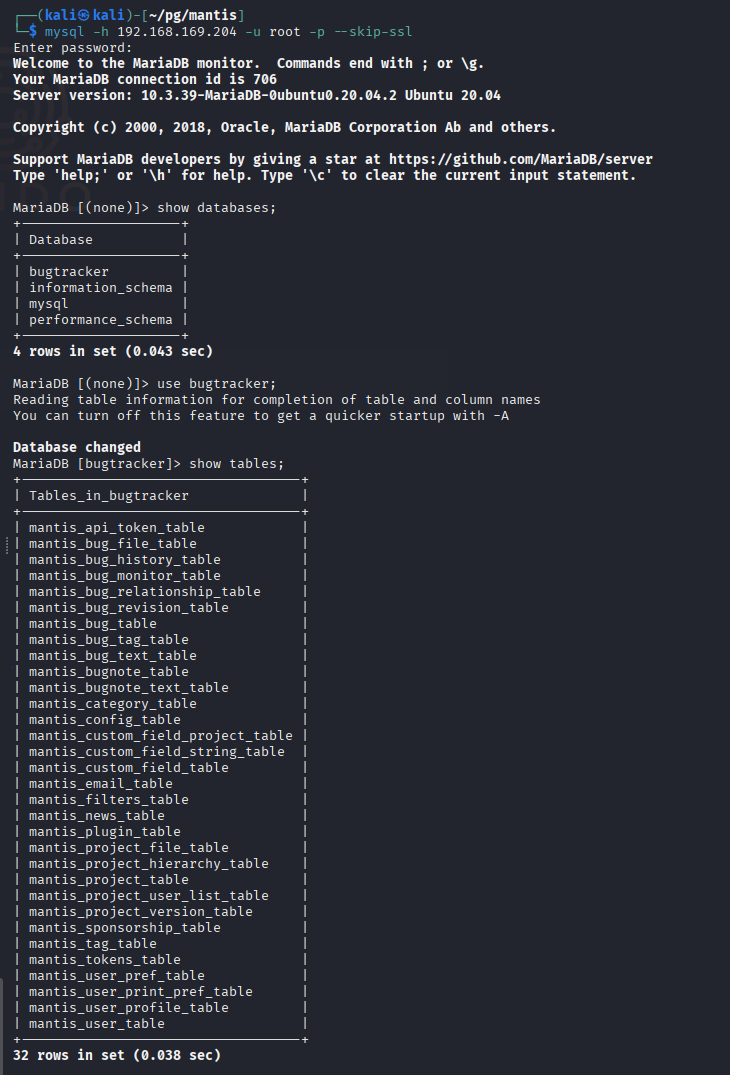 ┌──(kali㉿kali)-[~/pg/mantis]
└─$ mysql -h 192.168.169.204 -u root -p --skip-ssl
Enter password:
Welcome to the MariaDB monitor.  Commands end with ; or \g.
Your MariaDB connection id is 706
Server version: 10.3.39-MariaDB-0ubuntu0.20.04.2 Ubuntu 20.04

Copyright (c) 2000, 2018, Oracle, MariaDB Corporation Ab and others.

Support MariaDB developers by giving a star at https://github.com/MariaDB/server
Type 'help;' or '\h' for help. Type '\c' to clear the current input statement.

MariaDB [(none)]> show databases;
+--------------------+
| Database           |
+--------------------+
| bugtracker         |
| information_schema |
| mysql              |
| performance_schema |
+--------------------+
4 rows in set (0.043 sec)

MariaDB [(none)]> use bugtracker;
Reading table information for completion of table and column names
You can turn off this feature to get a quicker startup with -A

Database changed
MariaDB [bugtracker]> show tables;
+-----------------------------------+
| Tables_in_bugtracker              |
+-----------------------------------+
| mantis_api_token_table            |
| mantis_bug_file_table             |
| mantis_bug_history_table          |
| mantis_bug_monitor_table          |
| mantis_bug_relationship_table     |
| mantis_bug_revision_table         |
| mantis_bug_table                  |
| mantis_bug_tag_table              |
| mantis_bug_text_table             |
| mantis_bugnote_table              |
| mantis_bugnote_text_table         |
| mantis_category_table             |
| mantis_config_table               |
| mantis_custom_field_project_table |
| mantis_custom_field_string_table  |
| mantis_custom_field_table         |
| mantis_email_table                |
| mantis_filters_table              |
| mantis_news_table                 |
| mantis_plugin_table               |
| mantis_project_file_table         |
| mantis_project_hierarchy_table    |
| mantis_project_table              |
| mantis_project_user_list_table    |
| mantis_project_version_table      |
| mantis_sponsorship_table          |
| mantis_tag_table                  |
| mantis_tokens_table               |
| mantis_user_pref_table            |
| mantis_user_print_pref_table      |
| mantis_user_profile_table         |
| mantis_user_table                 |
+-----------------------------------+
32 rows in set (0.038 sec)